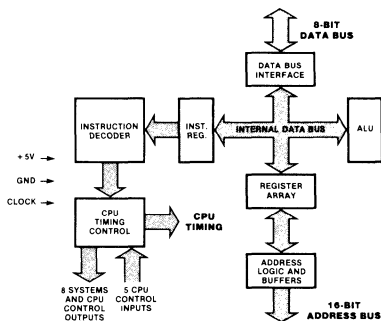 8-BIT
DATA BUS
DATA BUS
INTERFACE
INSTRUCTION
DECODER
INST.
REG.
INTERNAL DATA BUS
ALU
+5V
GND
CLOCK
CPU
TIMING
CONTROL
CPU
TIMING
REGISTER
ARRAY
ADDRESS
LOGIC AND
BUFFERS
8 SYSTEMS
AND CPU
CONTROL
OUTPUTS
5 CPU
CONTROL
INPUTS
16-BIT
ADDRESS BUS